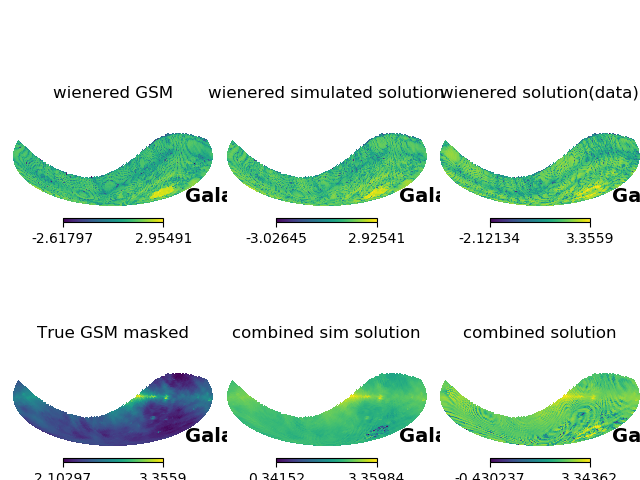 wienered GSM
wienered simulated solution
wienered solution(data)
Gala
Gala
Ga
-2.61797 2.95491
-3.02645 2.92541
-2.12134 3.3559
True GSM masked
combined sim solution
combined solution
Gala
Gala
Ga
2.10297 3.3559
0.34152 3.35984
-0.430237 3.34362